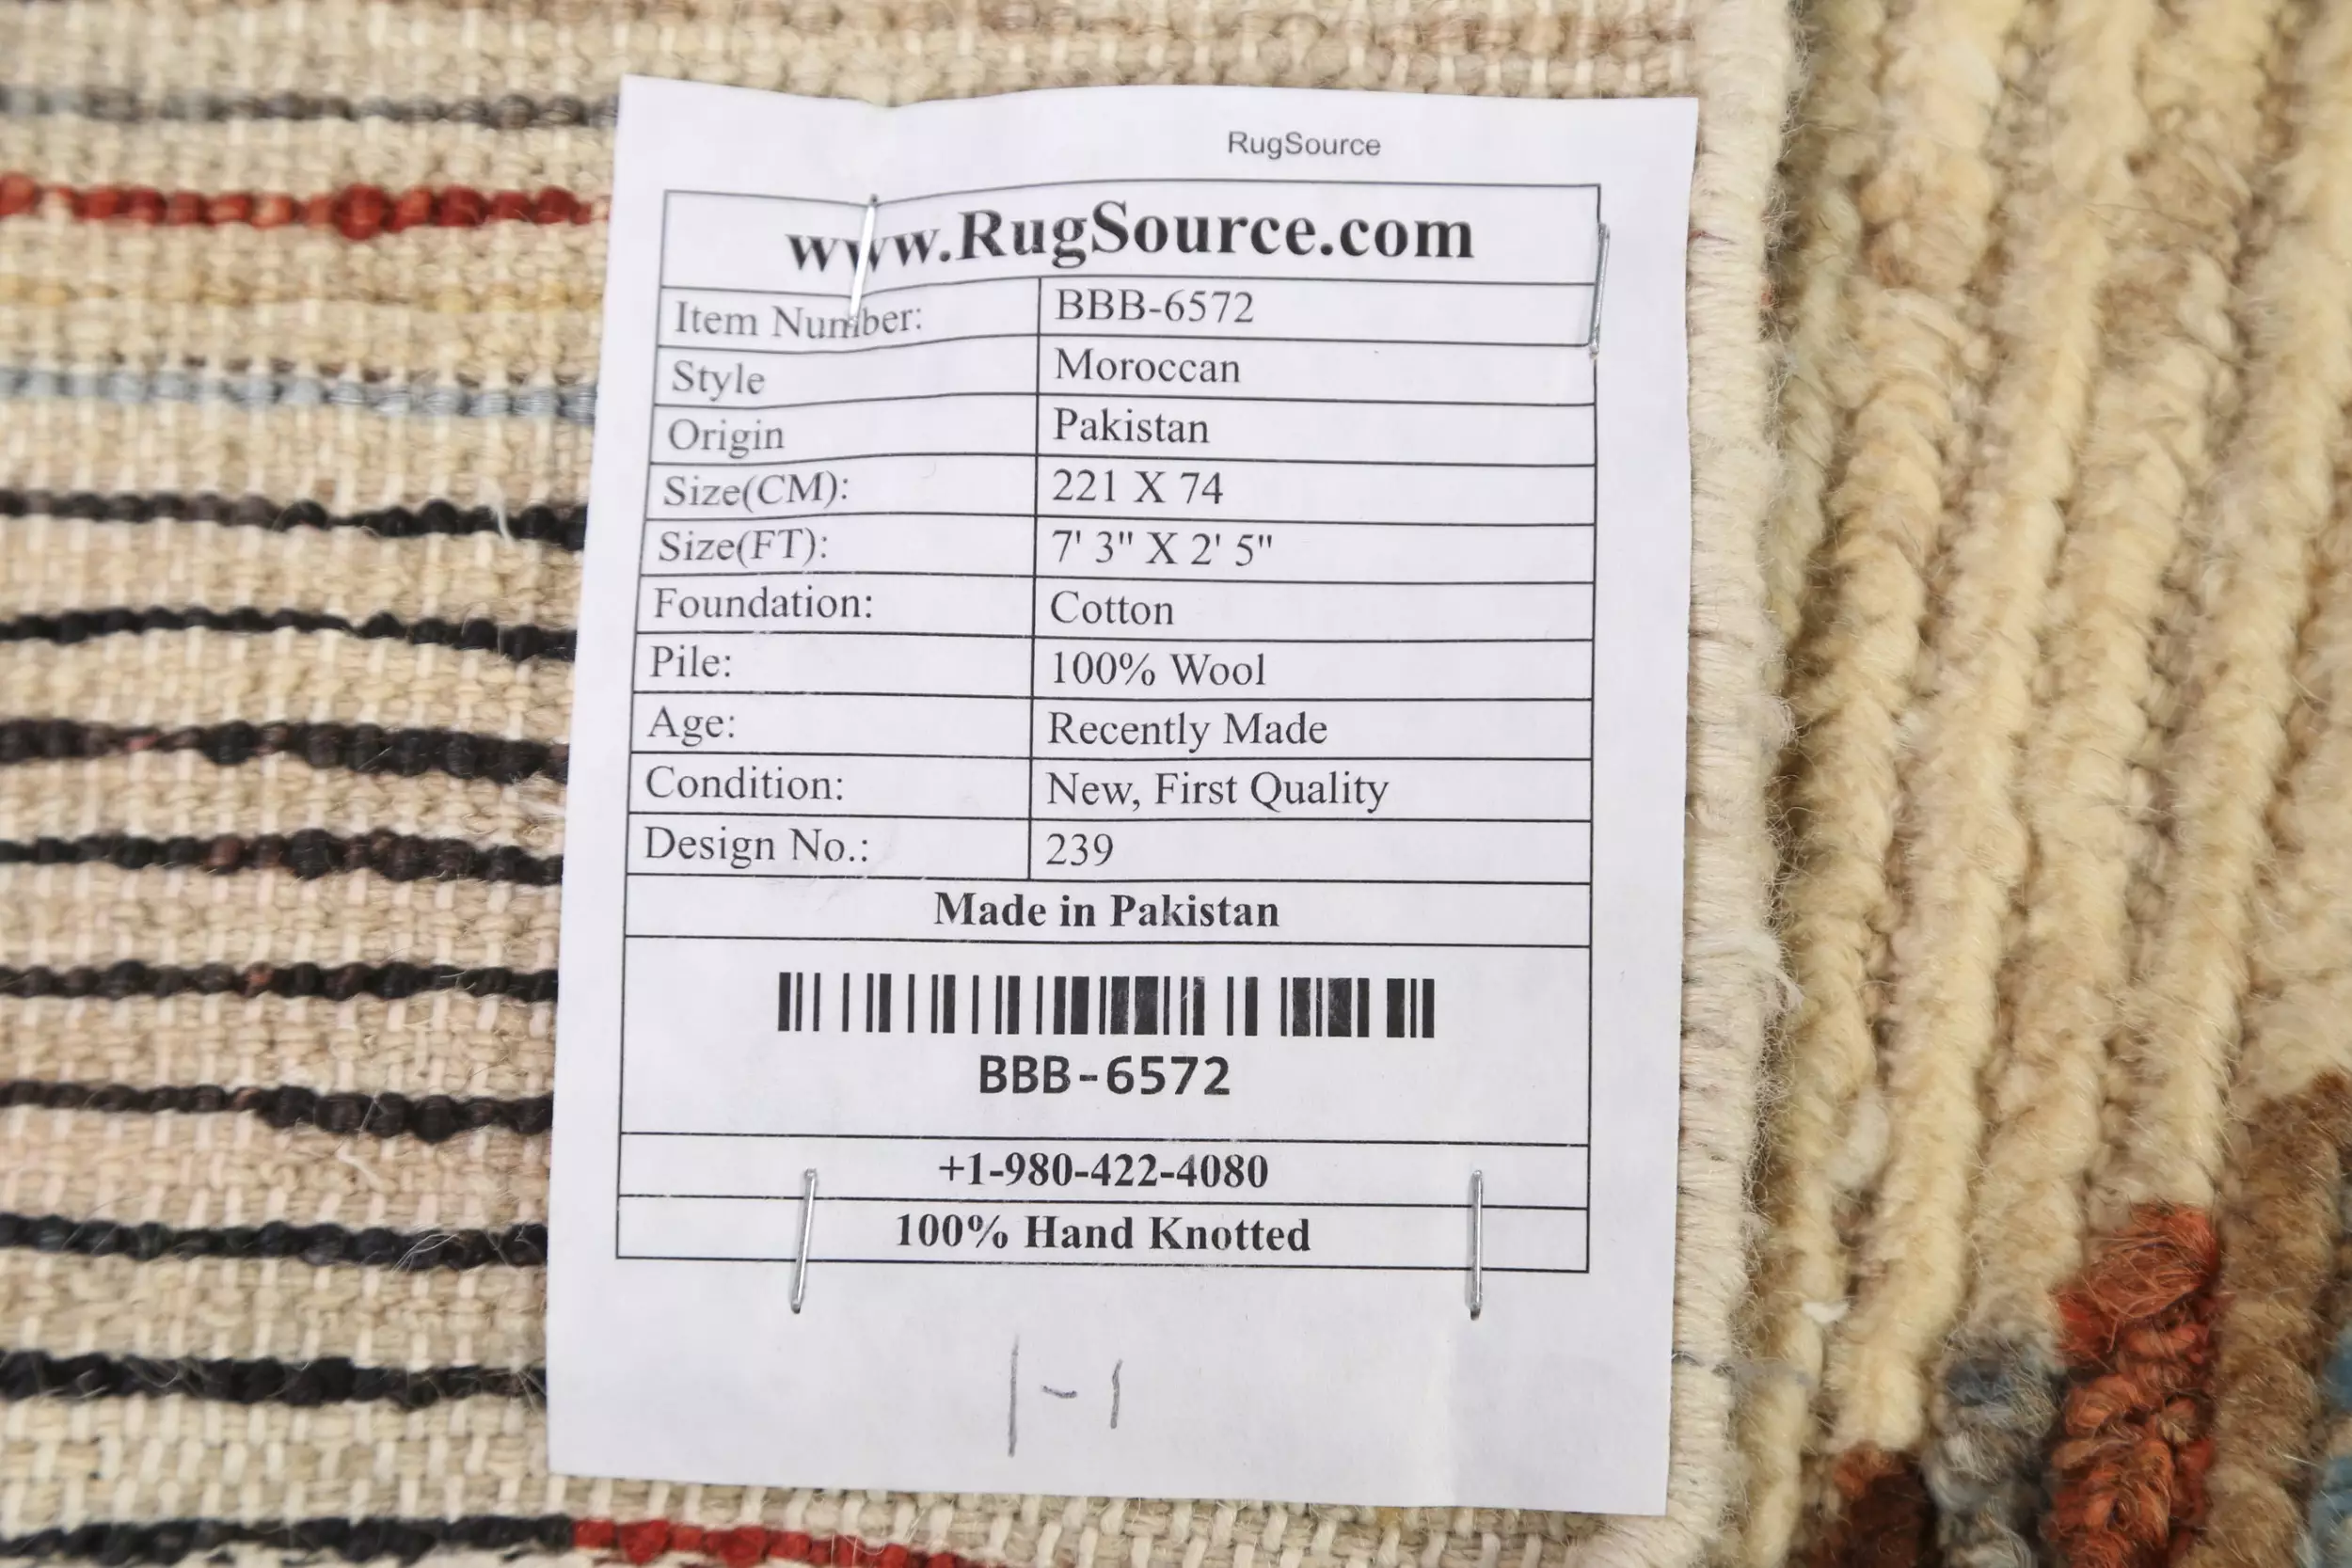 RugSource
www.RugSource.com
Item Number: BBB-6572
Style Moroccan
Origin Pakistan
Size(CM): 221 X 74
Size(FT): 7' 3" X 2' 5"
Foundation: Cotton
Pile: 100% Wool
Age: Recently Made
Condition: New, First Quality
Design No.: 239
Made in Pakistan
BBB-6572
+1-980-422-4080
100% Hand Knotted
1-1